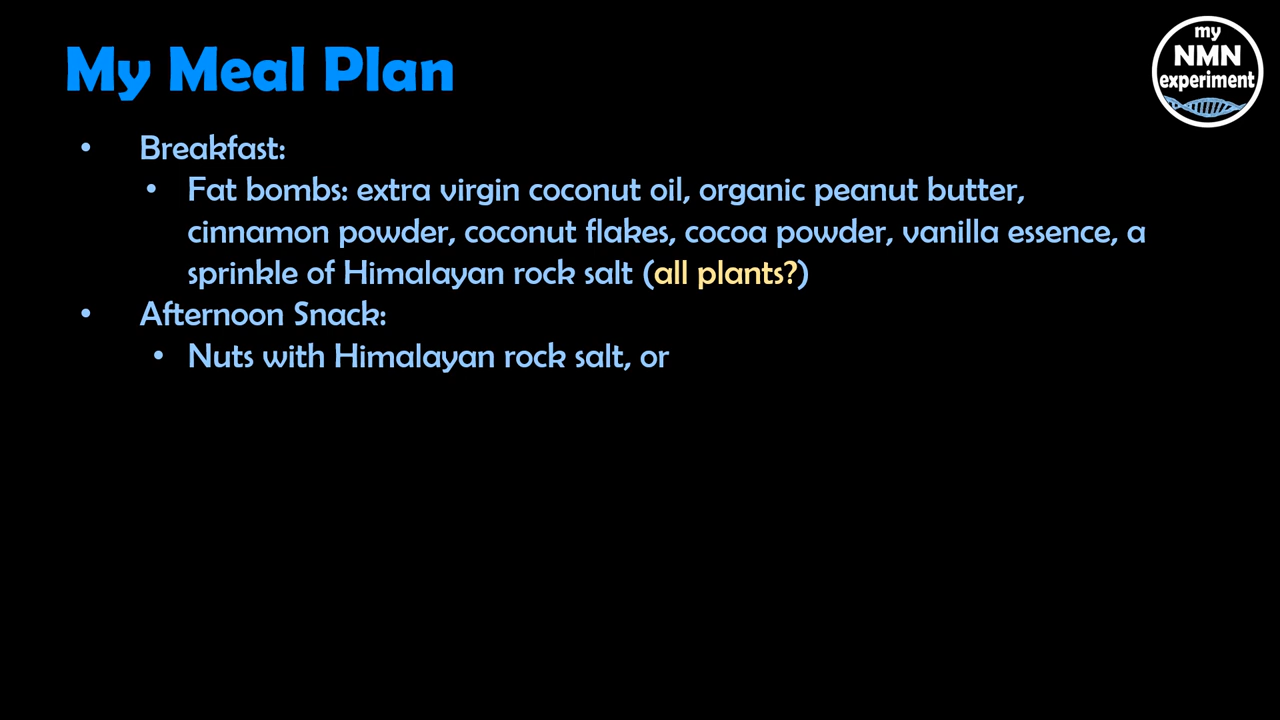 My Meal Plan
my
NMN
experiment
• Breakfast:
• Fat bombs: extra virgin coconut oil, organic peanut butter,
cinnamon powder, coconut flakes, cocoa powder, vanilla essence, a
sprinkle of Himalayan rock salt (all plants?)
• Afternoon Snack:
• Nuts with Himalayan rock salt, or